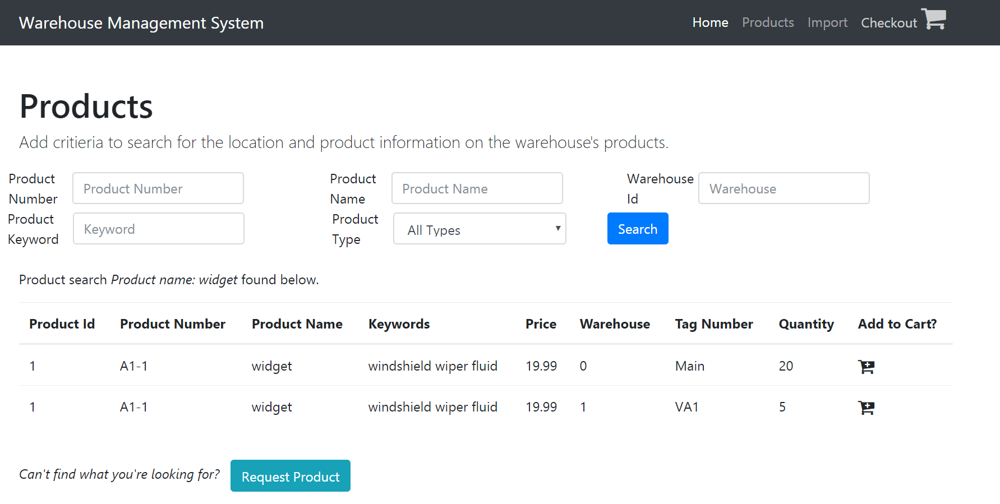 Warehouse Management System
Home Products Import Checkout
Products
Add critieria to search for the location and product information on the warehouse's products.
Product Number Product Number
Product Name Product Name
Warehouse Id Warehouse
Product Keyword Keyword
Product Type All Types
Search
Product search Product name: widget found below.
Product Id Product Number Product Name Keywords Price Warehouse Tag Number Quantity Add to Cart?
1 A1-1 widget windshield wiper fluid 19.99 0 Main 20
1 A1-1 widget windshield wiper fluid 19.99 1 VA1 5
Can't find what you're looking for? Request Product